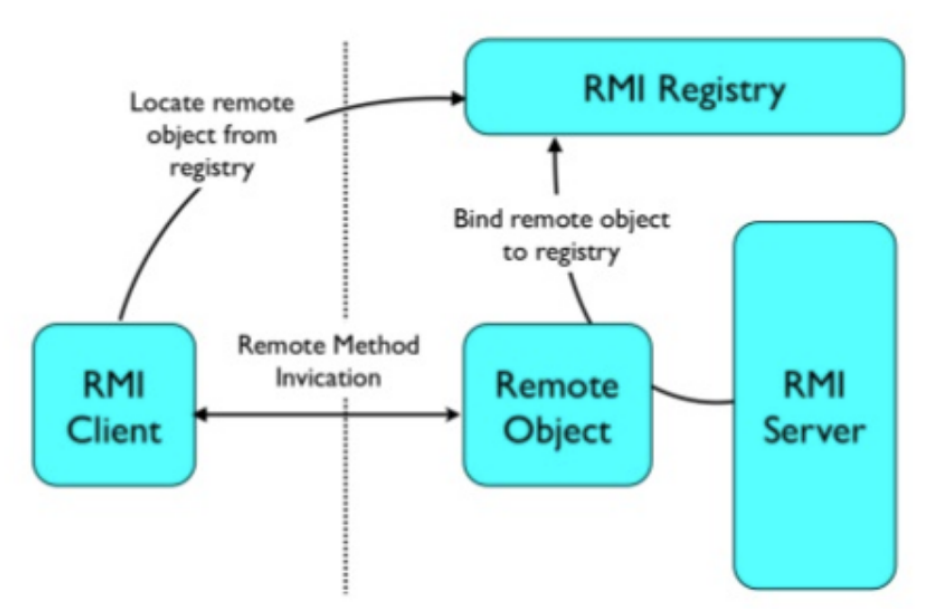 Locate remote
object from
registry
RMI Registry
Bind remote object
to registry
Remote Method
Invication
RMI
Client
Remote
Object
RMI
Server